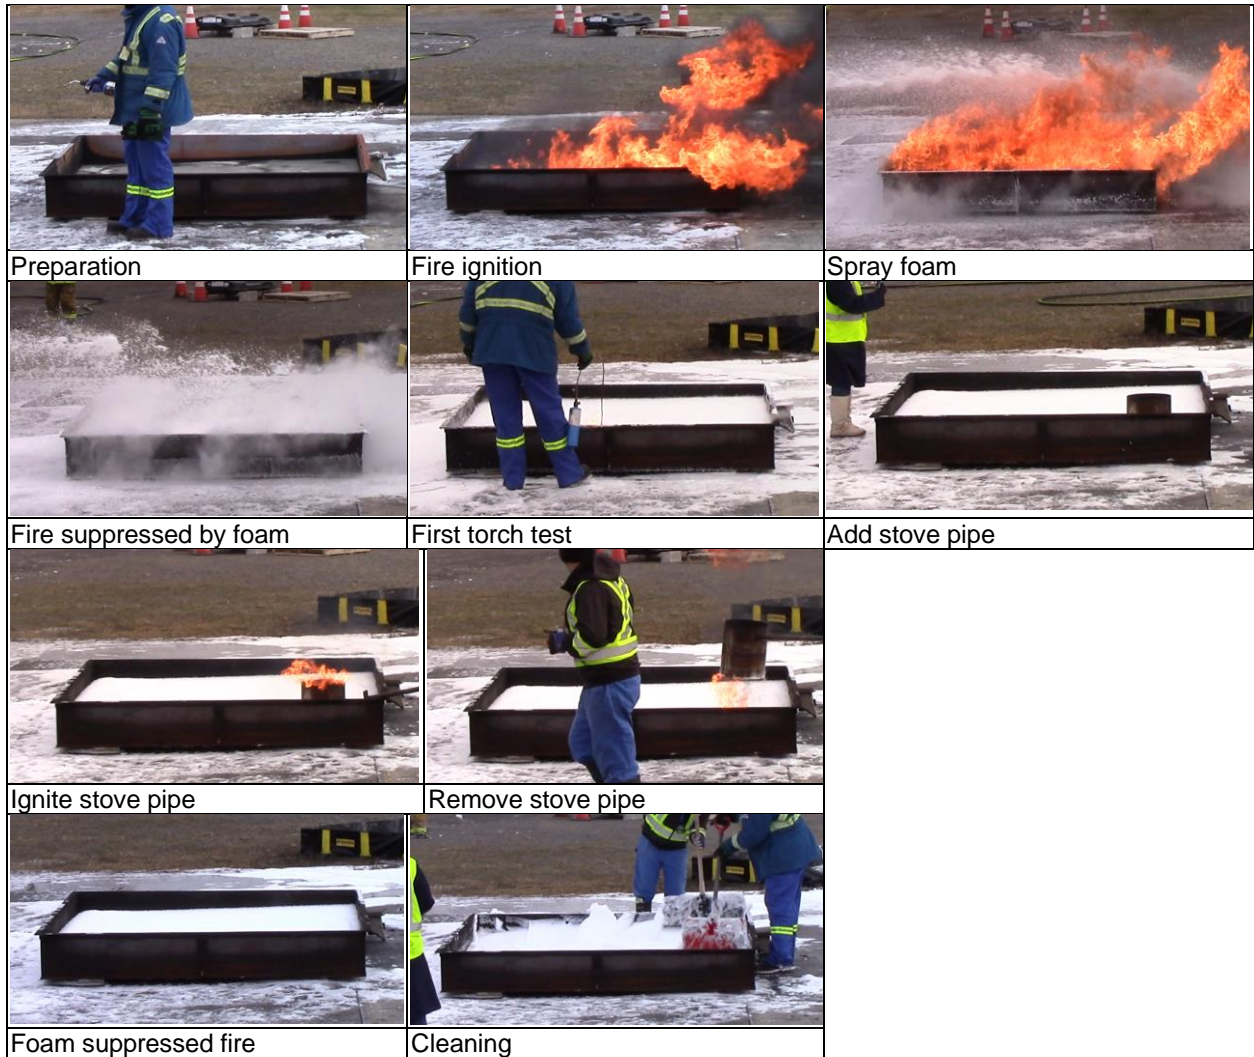 Preparation
Fire ignition
Spray foam
Fire suppressed by foam
First torch test
Add stove pipe
Ignite stove pipe
Remove stove pipe
Foam suppressed fire
Cleaning